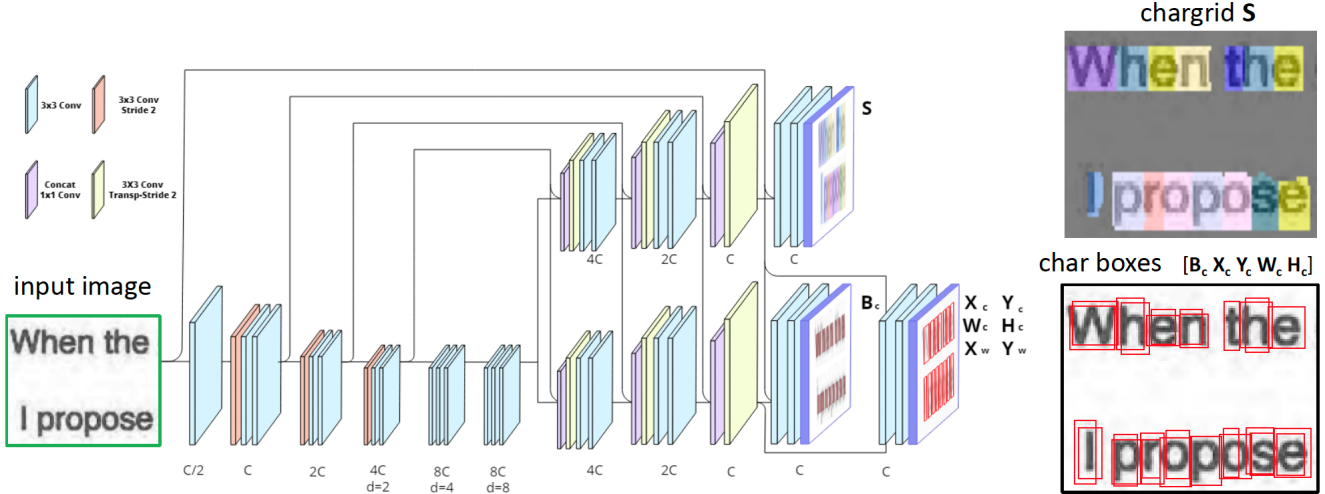 chargrid S
3x3 Conv
3x3 Conv
Stride 2
Concat
1x1 Conv
3X3 Conv
Transp-Stride 2
S
When the
I propose
4C
2C
C
C
input image
When the
I propose
char boxes [Bc Xc Yc Wc Hc]
Bc
Xc Yc
Wc Hc
Xw Yw
When the
I propose
C/2
C
2C
4C
d=2
8C
d=4
8C
d=8
4C
2C
C
C
C